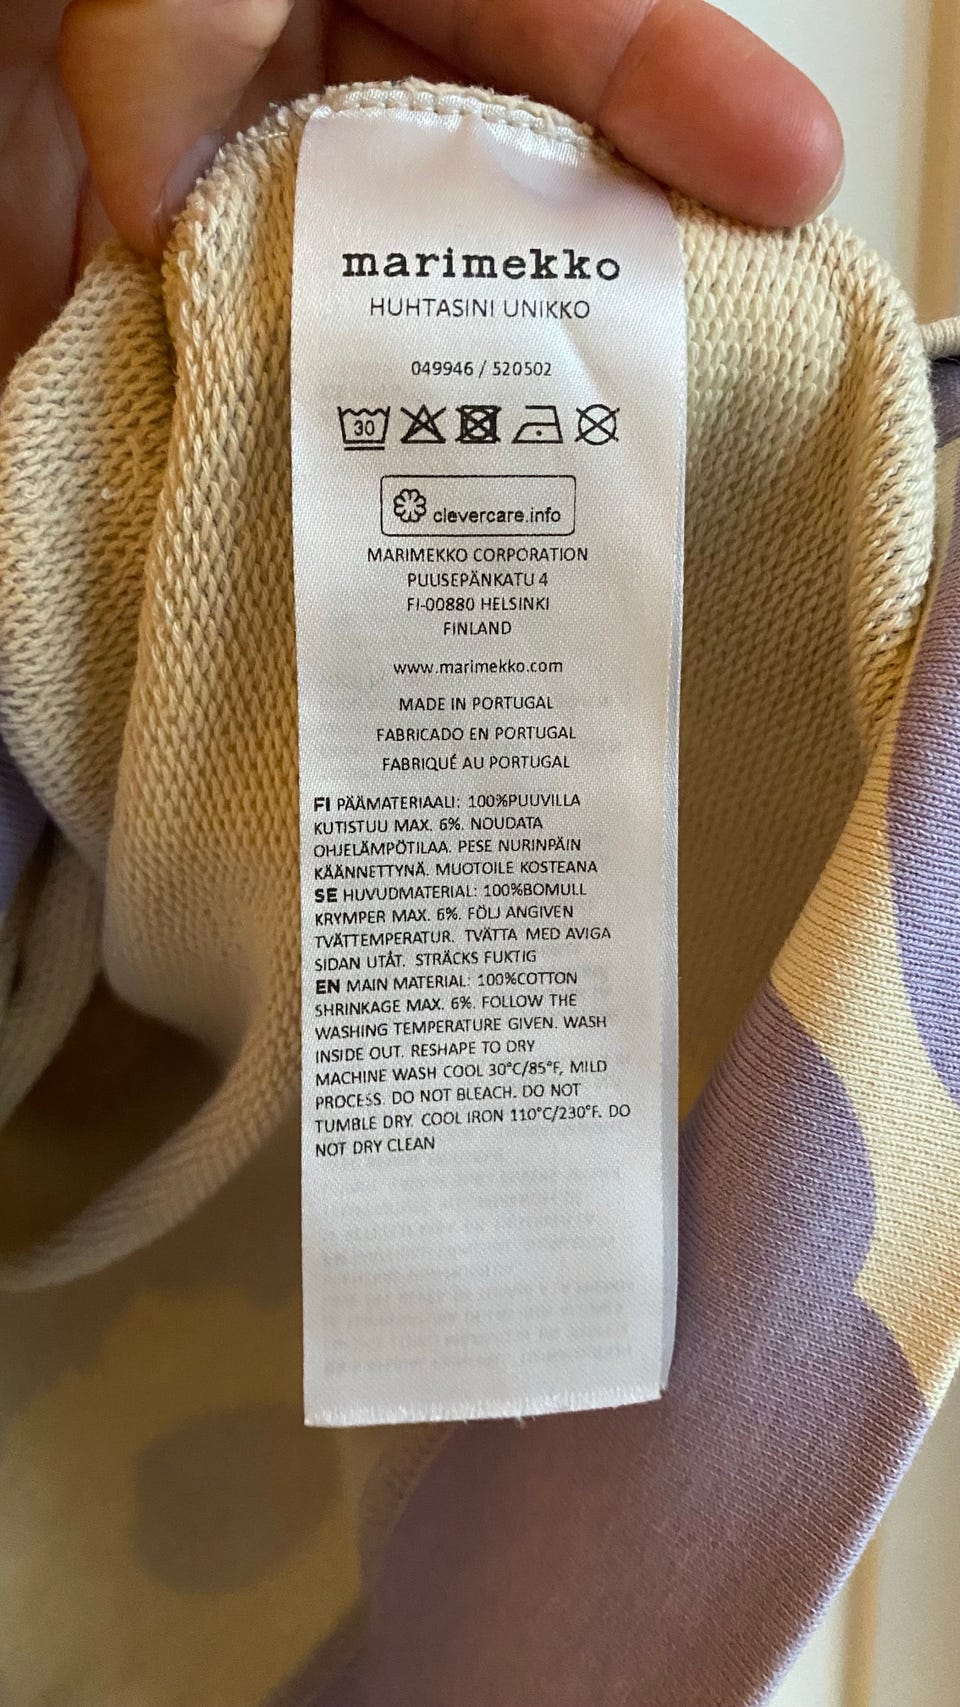 marimekko
HUHTASINI UNIKKO
049946 / 520502
30
clevercare.info
MARIMEKKO CORPORATION
PUUSEPÄNKATU 4
FI-00880 HELSINKI
FINLAND
www.marimekko.com
MADE IN PORTUGAL
FABRICADO EN PORTUGAL
FABRIQUÉ AU PORTUGAL
FI PÄÄMATERIAALI: 100%PUUVILLA
KUTISTUU MAX. 6%. NOUDATA
OHJELÄMPÖTILAA. PESE NURINPÄIN
KÄÄNNETTYNÄ. MUOTOILE KOSTEANA
SE HUVUDMATERIAL: 100%BOMULL
KRYMPER MAX. 6%. FÖLJ ANGIVEN
TVÄTTEMPERATUR. TVÄTTA MED AVIGA
SIDAN UTÅT. STRÄCKS FUKTIG
EN MAIN MATERIAL: 100%COTTON
SHRINKAGE MAX. 6%. FOLLOW THE
WASHING TEMPERATURE GIVEN. WASH
INSIDE OUT. RESHAPE TO DRY
MACHINE WASH COOL 30°C/85°F, MILD
PROCESS. DO NOT BLEACH. DO NOT
TUMBLE DRY. COOL IRON 110°C/230°F. DO
NOT DRY CLEAN